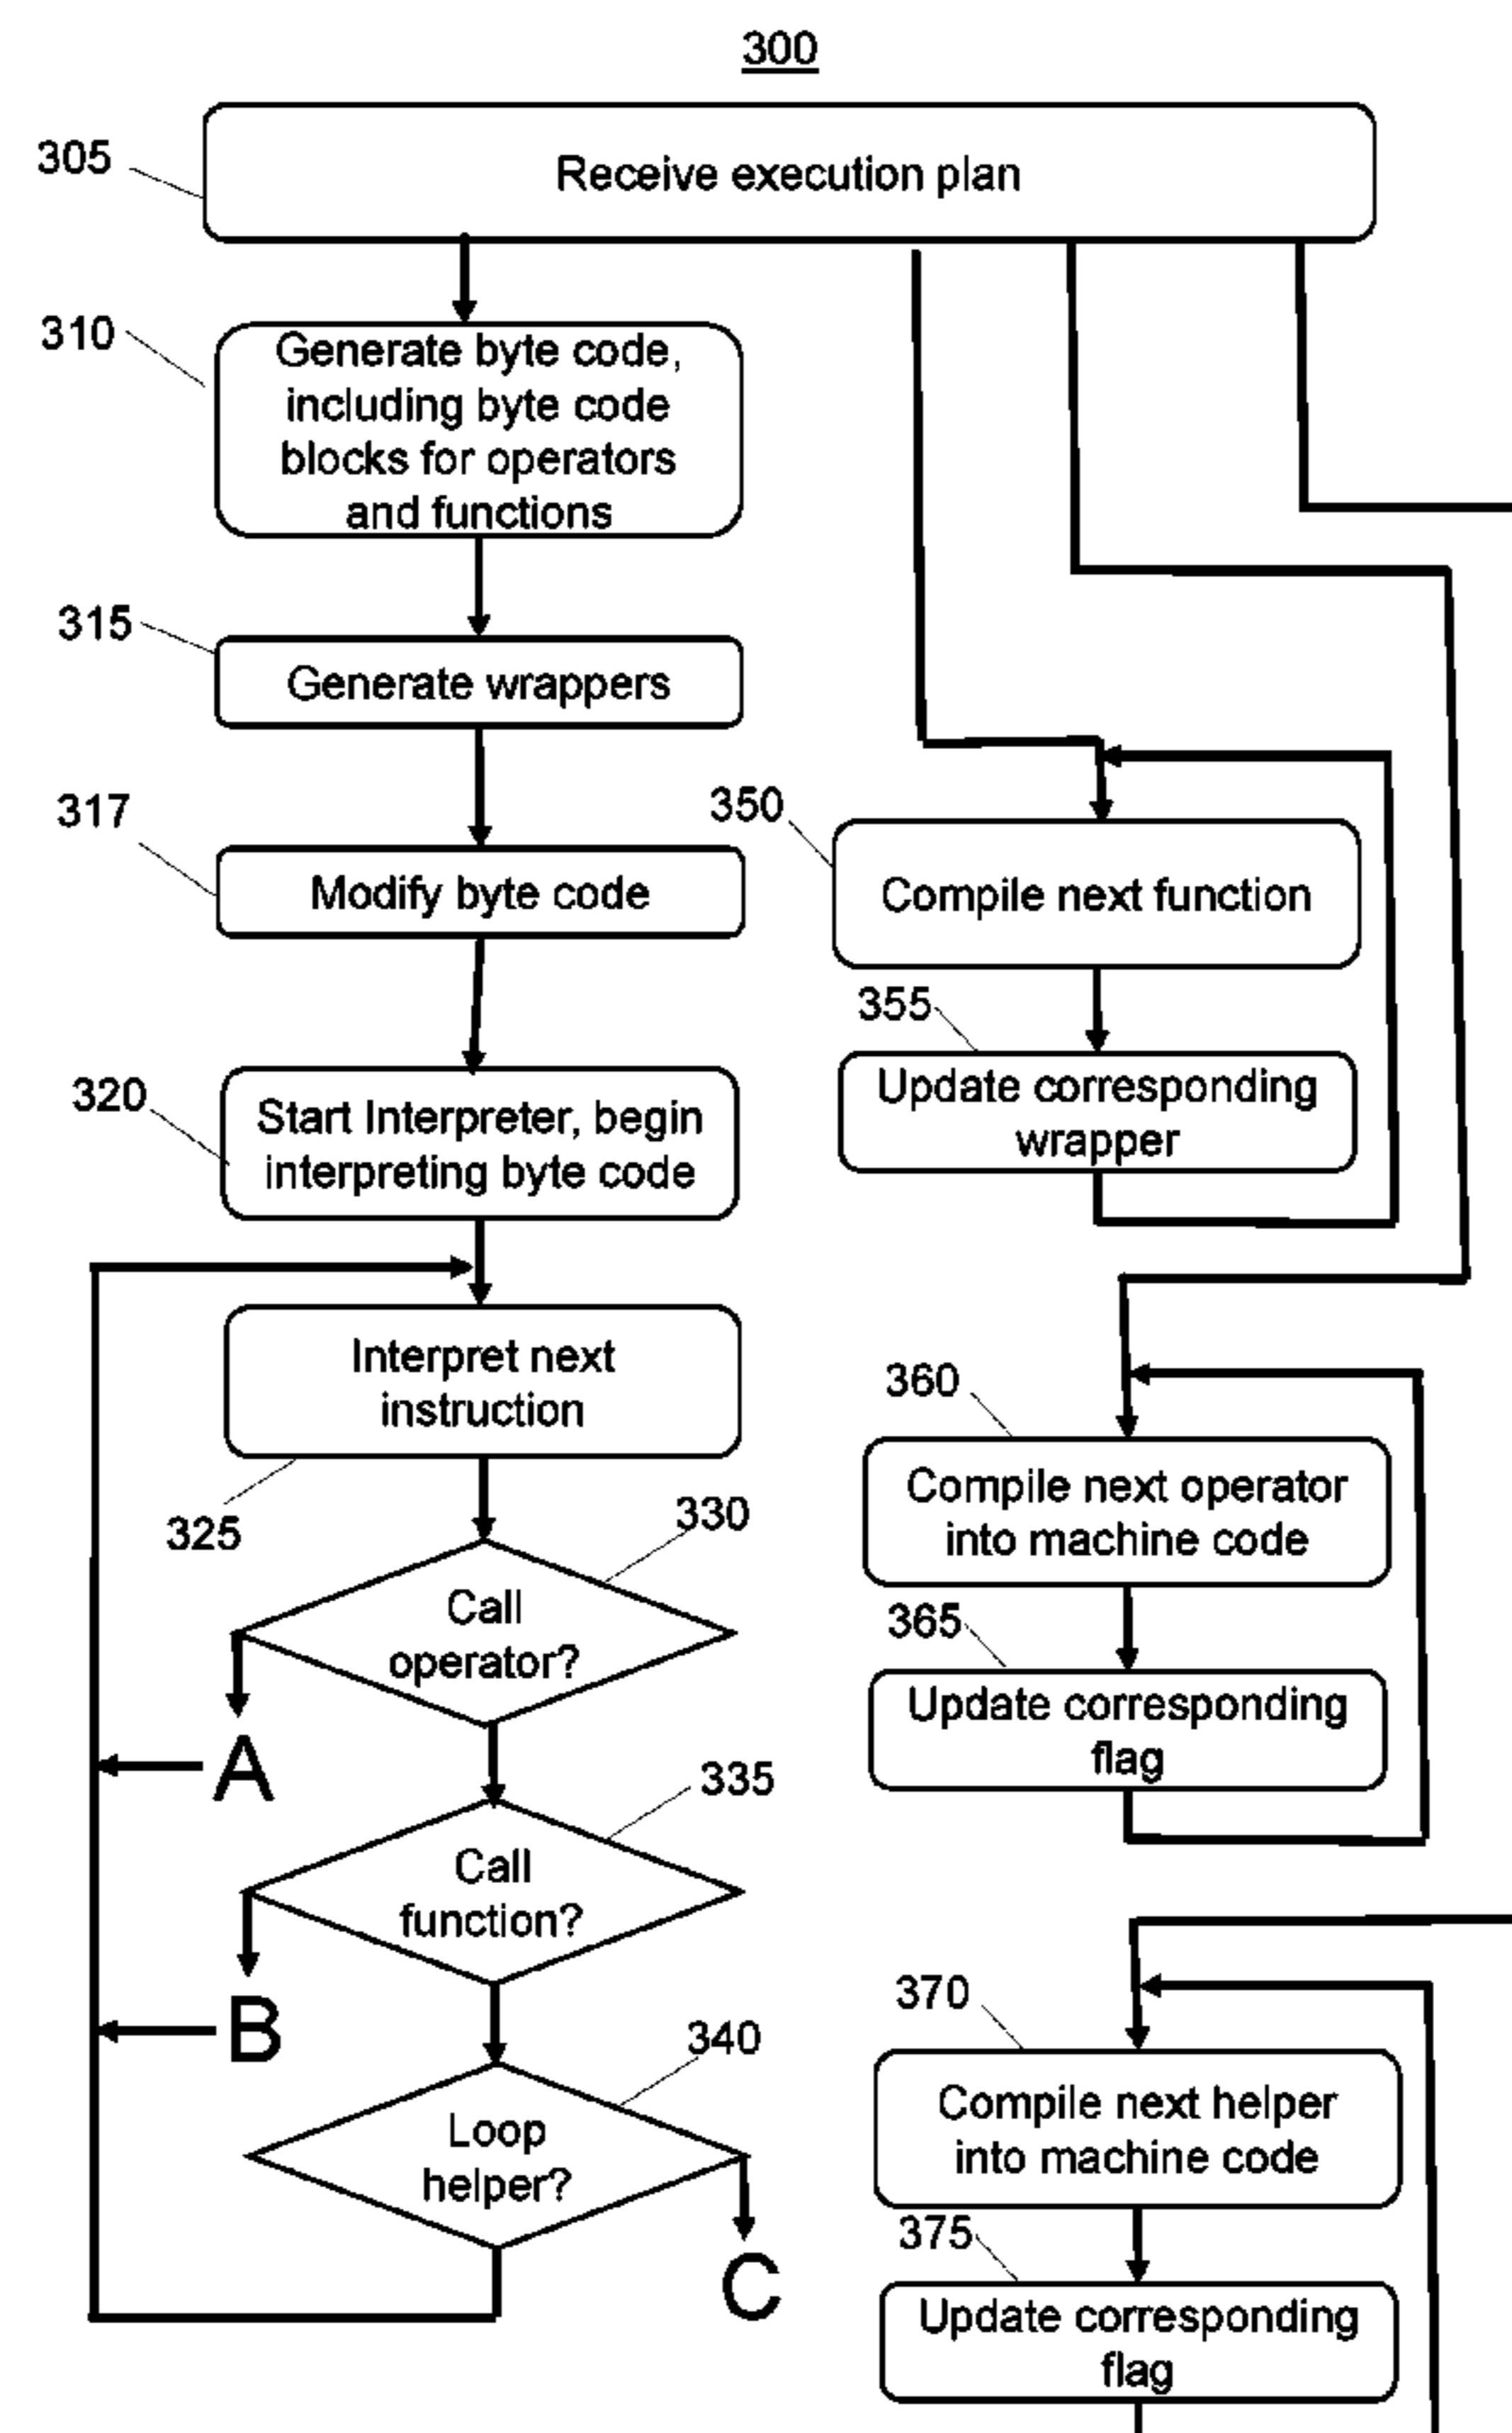 300
305
Receive execution plan
310
Generate byte code,
including byte code
blocks for operators
and functions
315
Generate wrappers
317
Modify byte code
320
Start Interpreter, begin
interpreting byte code
Interpret next
instruction
325
330
Call
operator?
A
335
Call
function?
B
340
Loop
helper?
C
350
Compile next function
355
Update corresponding
wrapper
360
Compile next operator
into machine code
365
Update corresponding
flag
370
Compile next helper
into machine code
375
Update corresponding
flag